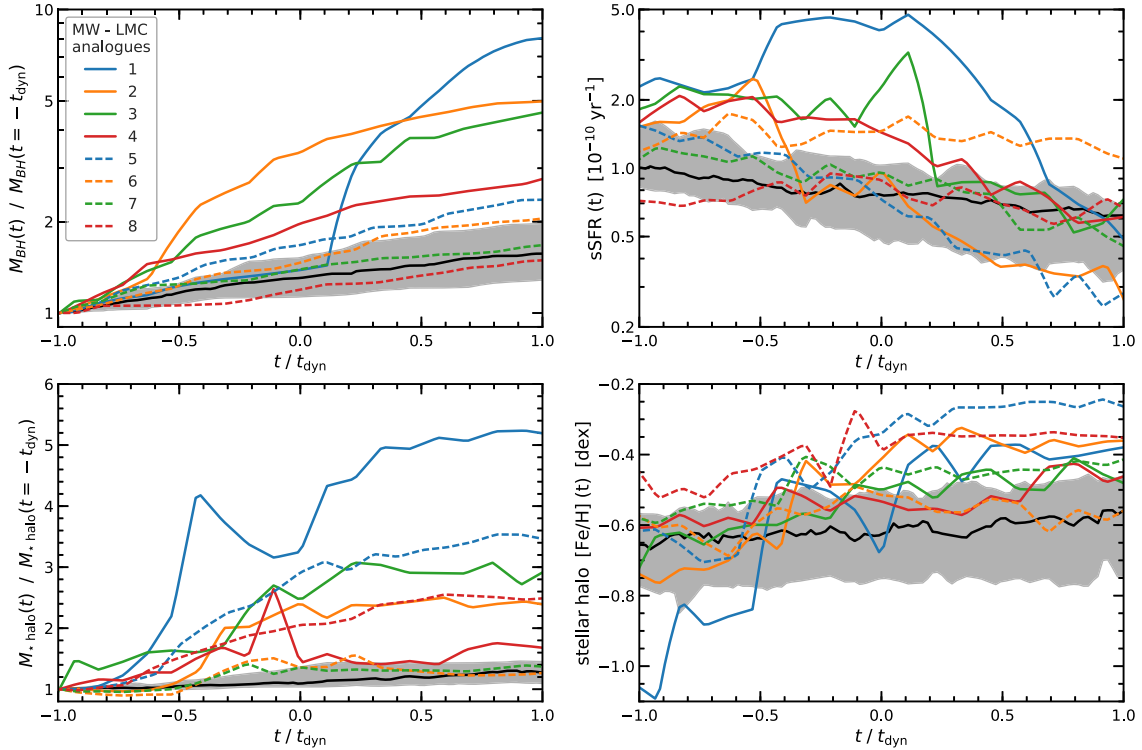 10
5
2
1
M_BH(t) / M_BH(t = − t_dyn)
MW - LMC
analogues
1
2
3
4
5
6
7
8
−1.0 −0.5 0.0 0.5 1.0
t / t_dyn
5.0
2.0
1.0
0.5
0.2
sSFR (t) [10⁻¹⁰ yr⁻¹]
−1.0 −0.5 0.0 0.5 1.0
t / t_dyn
6
5
4
3
2
1
M⋆ halo(t) / M⋆ halo(t = − t_dyn)
−1.0 −0.5 0.0 0.5 1.0
t / t_dyn
−0.2
−0.4
−0.6
−0.8
−1.0
stellar halo [Fe/H] (t) [dex]
−1.0 −0.5 0.0 0.5 1.0
t / t_dyn